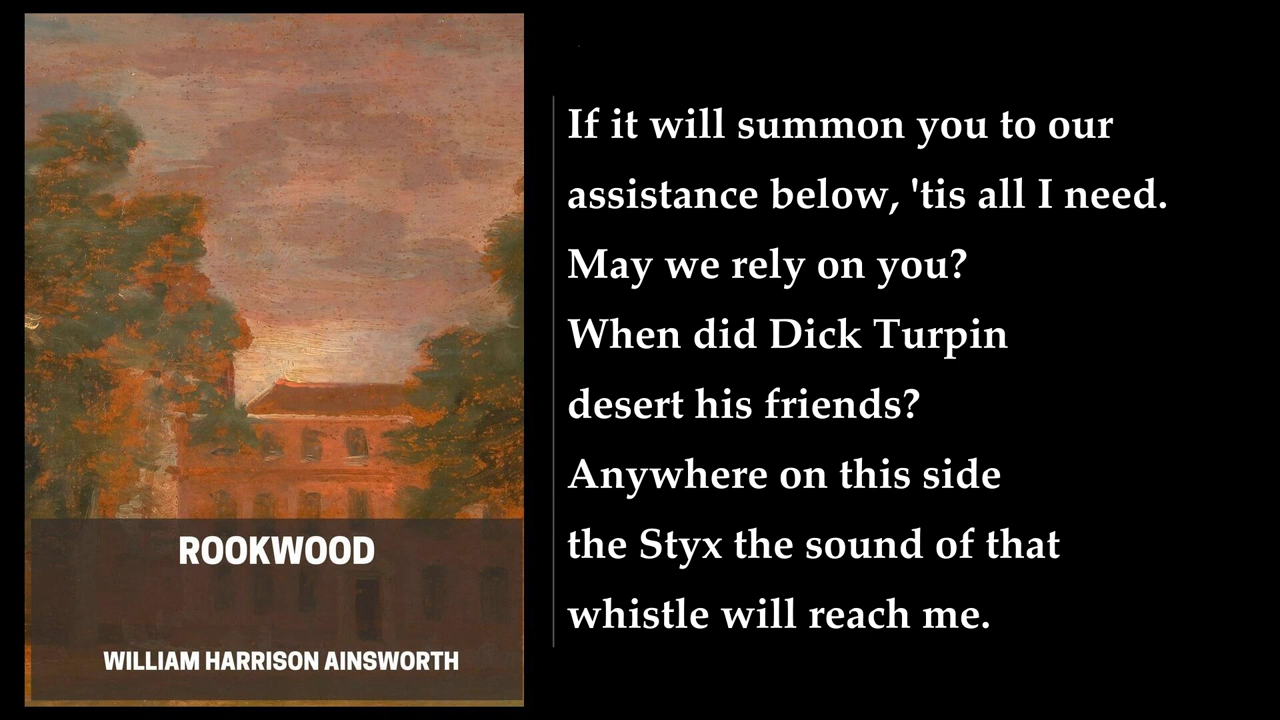 ROOKWOOD
WILLIAM HARRISON AINSWORTH
If it will summon you to our
assistance below, 'tis all I need.
May we rely on you?
When did Dick Turpin
desert his friends?
Anywhere on this side
the Styx the sound of that
whistle will reach me.